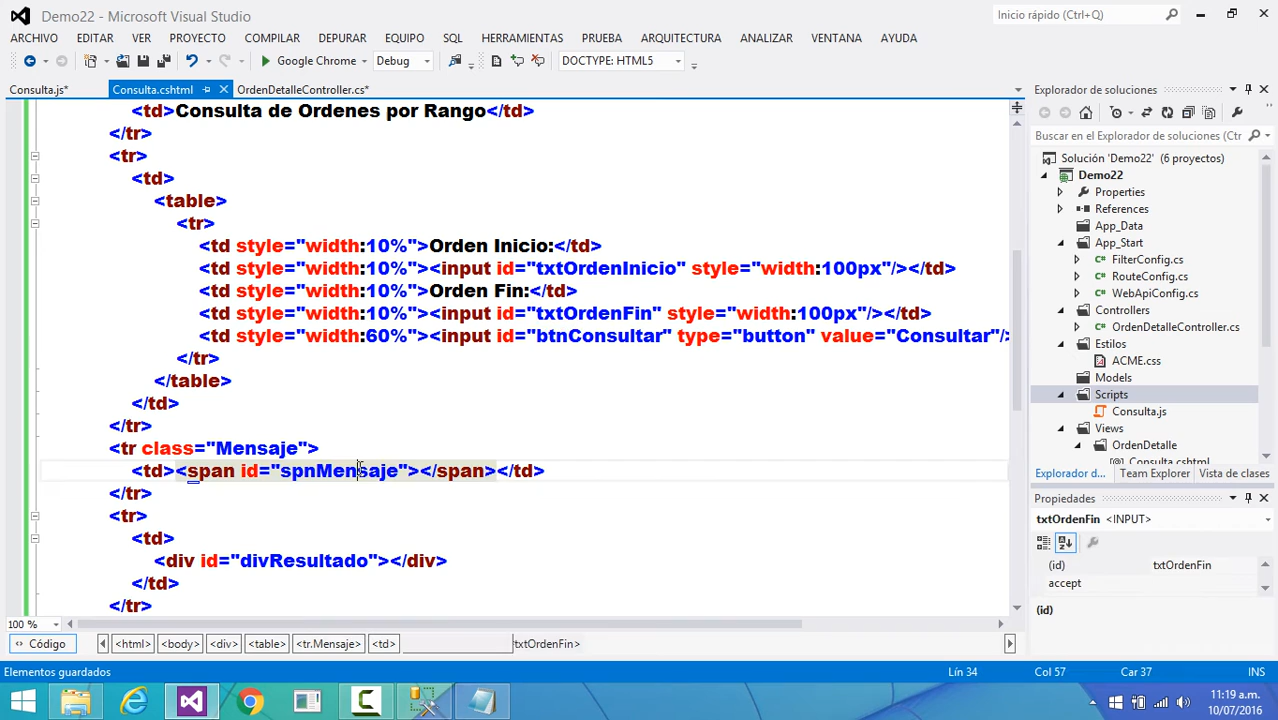 Demo22 - Microsoft Visual Studio
Inicio rápido (Ctrl+Q)
ARCHIVO EDITAR VER PROYECTO COMPILAR DEPURAR EQUIPO SQL HERRAMIENTAS PRUEBA ARQUITECTURA ANALIZAR VENTANA AYUDA
Google Chrome Debug DOCTYPE: HTML5
Consulta.js* Consulta.cshtml OrdenDetalleController.cs*
<td>Consulta de Ordenes por Rango</td>
</tr>
<tr>
<td>
<table>
<tr>
<td style="width:10%">Orden Inicio:</td>
<td style="width:10%"><input id="txtOrdenInicio" style="width:100px"/></td>
<td style="width:10%">Orden Fin:</td>
<td style="width:10%"><input id="txtOrdenFin" style="width:100px"/></td>
<td style="width:60%"><input id="btnConsultar" type="button" value="Consultar"/>
</tr>
</table>
</td>
</tr>
<tr class="Mensaje">
<td><span id="spnMensaje"></span></td>
</tr>
<tr>
<td>
<div id="divResultado"></div>
</td>
</tr>
100 %
Código <html> <body> <div> <table> <tr.Mensaje> <td> txtOrdenFin>
Explorador de soluciones
Buscar en el Explorador de soluciones (Ctr
Solución 'Demo22' (6 proyectos)
Demo22
Properties
References
App_Data
App_Start
FilterConfig.cs
RouteConfig.cs
WebApiConfig.cs
Controllers
OrdenDetalleController.cs
Estilos
ACME.css
Models
Scripts
Consulta.js
Views
OrdenDetalle
Consulta.cshtml
Explorador d... Team Explorer Vista de clases
Propiedades
txtOrdenFin <INPUT>
(id) txtOrdenFin
accept
(id)
Elementos guardados Lín 34 Col 57 Car 37 INS
11:19 a.m.
10/07/2016